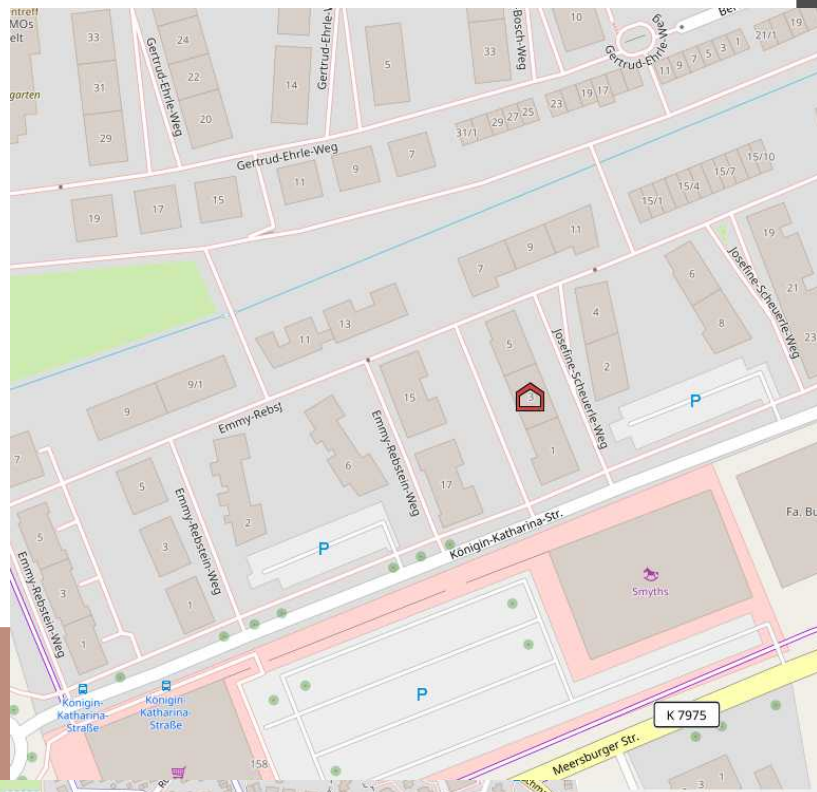 MOs
elt
garten
33
31
29
24
22
20
14
5
33
10
Gertrud-Ehrle-Weg
Gertrud-Ehrle-Weg
-Bosch-Weg
Gertrud-Ehrle-Weg
11 9 7 5 3 1
21/1
19
31/1
29 27 25
23
19 17
Gertrud-Ehrle-Weg
11
9
7
19
17
15
15/1
15/4
15/7
15/10
7
9
11
19
21
23
6
8
Josefine-Scheuerle-Weg
4
2
Josefine-Scheuerle-Weg
5
3
1
P
11
13
9
9/1
Emmy-Rebst
15
17
Emmy-Rebstein-Weg
6
2
P
7
5
3
1
Emmy-Rebstein-Weg
5
3
1
Emmy-Rebstein-Weg
Königin-Katharina-Str.
Fa. Bu
Smyths
P
Königin-
Katharina-
Straße
Königin-
Katharina-
Straße
158
K 7975
Meersburger Str.
3
1